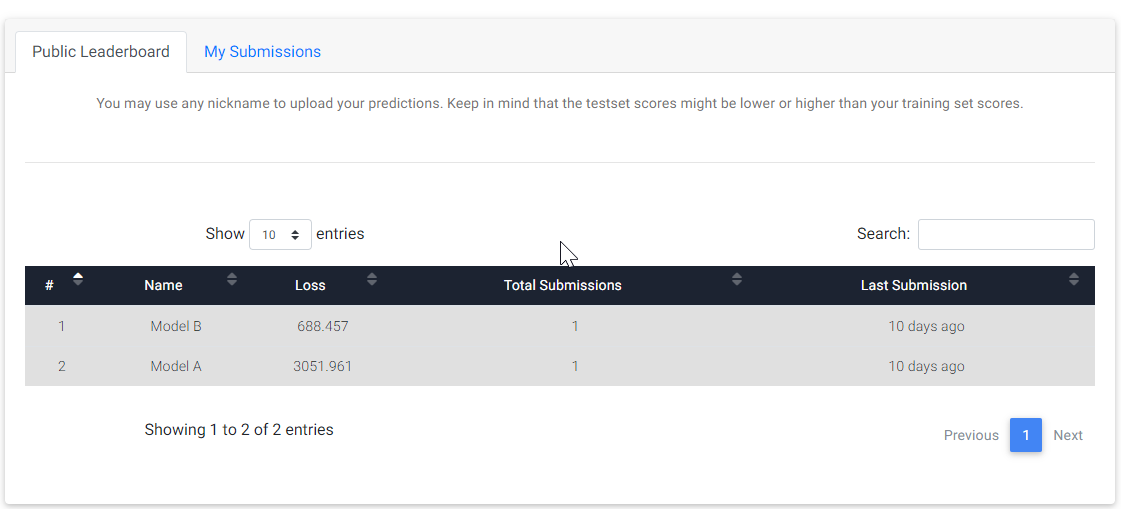 Public Leaderboard My Submissions
You may use any nickname to upload your predictions. Keep in mind that the testset scores might be lower or higher than your training set scores.
Show 10 entries Search:
# Name Loss Total Submissions Last Submission
1 Model B 688.457 1 10 days ago
2 Model A 3051.961 1 10 days ago
Showing 1 to 2 of 2 entries Previous 1 Next